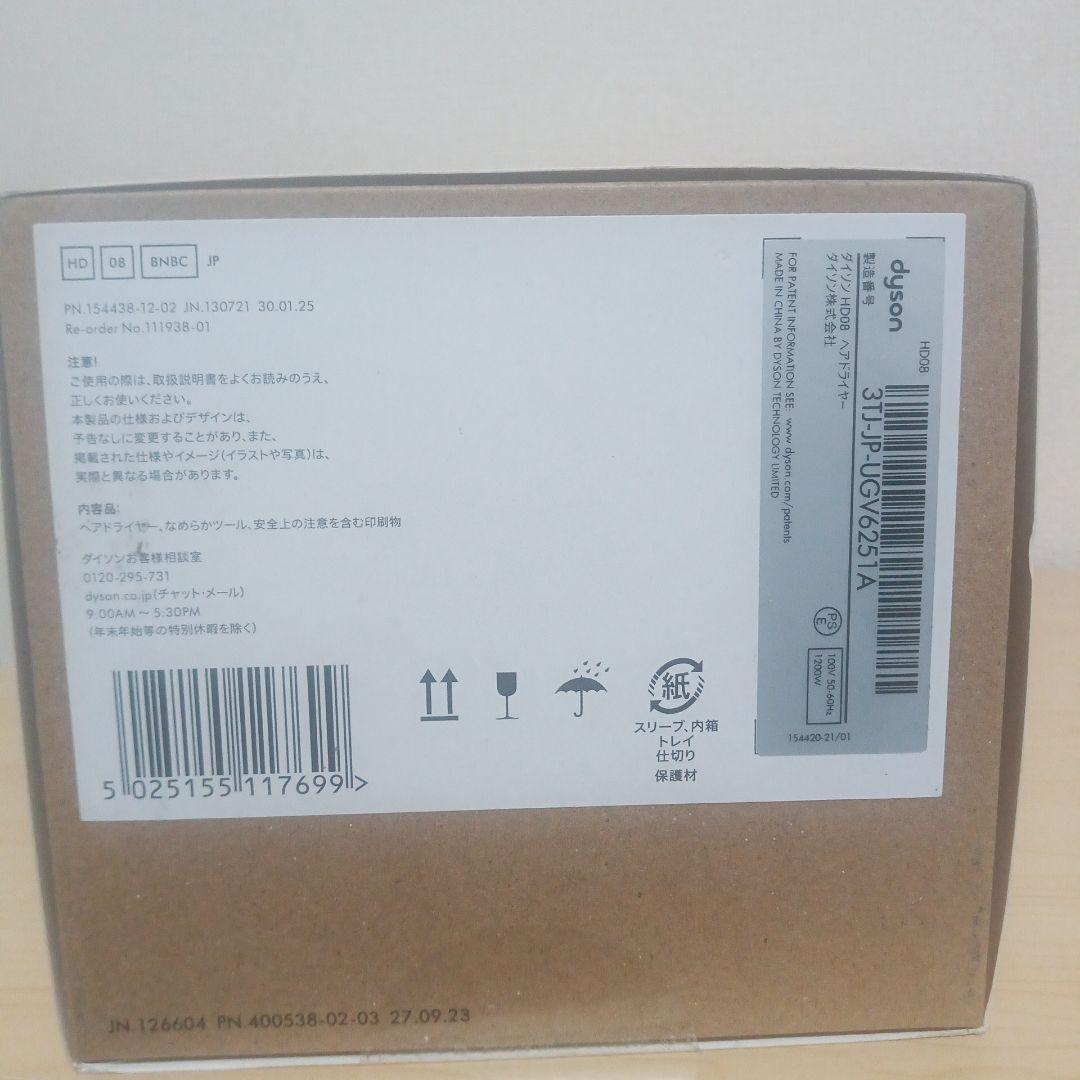 HD 08 BNBC JP
PN.154438-12-02 JN.130721 30.01.25
Re-order No.111938-01
注意!
ご使用の際は、取扱説明書をよくお読みのうえ、
正しくお使いください。
本製品の仕様およびデザインは、
予告なしに変更することがあり、また、
掲載された仕様やイメージ(イラストや写真)は、
実際と異なる場合があります。
内容品:
ヘアドライヤー、なめらかツール、安全上の注意を含む印刷物
ダイソンお客様相談室
0120-295-731
dyson.co.jp(チャット・メール)
9:00AM ~ 5:30PM
(年末年始等の特別休暇を除く)
5 025155 117699 >
紙
スリーブ、内箱
トレイ
仕切り
保護材
dyson HD08
製造番号 3TJ-JP-UGV6251A
ダイソン HD08 ヘアドライヤー
ダイソン株式会社
FOR PATENT INFORMATION SEE: www.dyson.com/patents
MADE IN CHINA BY DYSON TECHNOLOGY LIMITED
PS
E
100V 50-60Hz
1200W
154420-21/01
JN.126604 PN.400538-02-03 27.09.23